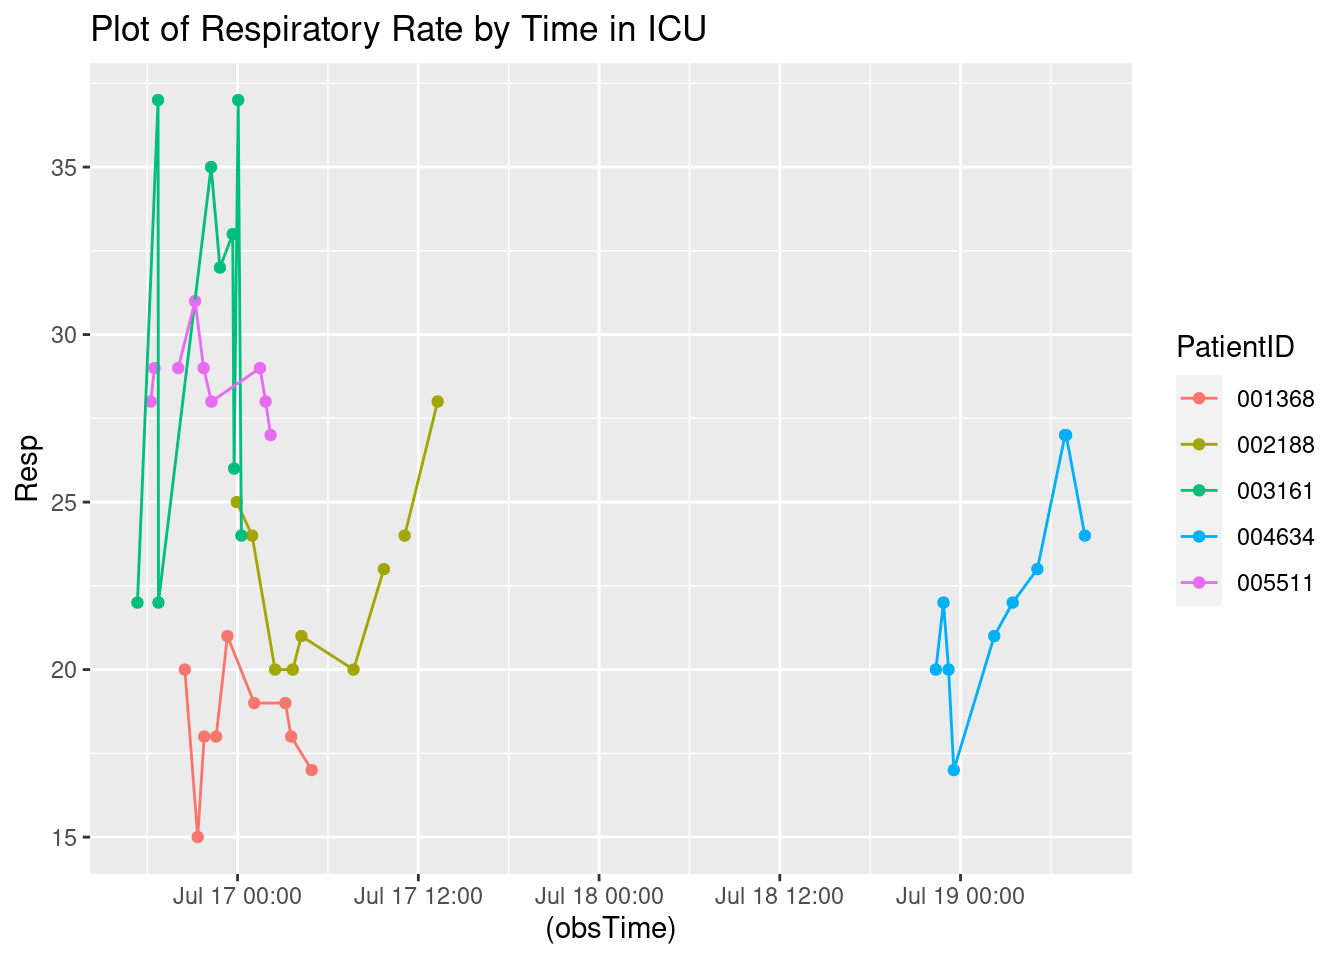 Plot of Respiratory Rate by Time in ICU
Resp
35
30
25
20
15
Jul 17 00:00
Jul 17 12:00
Jul 18 00:00
Jul 18 12:00
Jul 19 00:00
(obsTime)
PatientID
001368
002188
003161
004634
005511